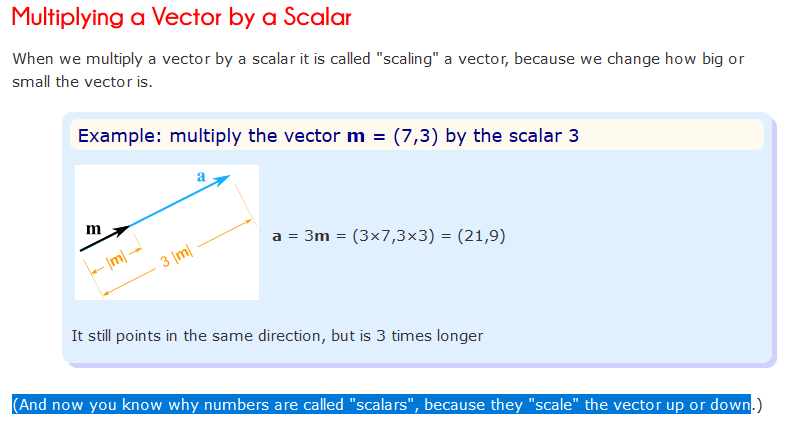 Multiplying a Vector by a Scalar
When we multiply a vector by a scalar it is called "scaling" a vector, because we change how big or
small the vector is.
Example: multiply the vector m = (7,3) by the scalar 3
a
m
|m|
3 |m|
a = 3m = (3×7,3×3) = (21,9)
It still points in the same direction, but is 3 times longer
(And now you know why numbers are called "scalars", because they "scale" the vector up or down.)